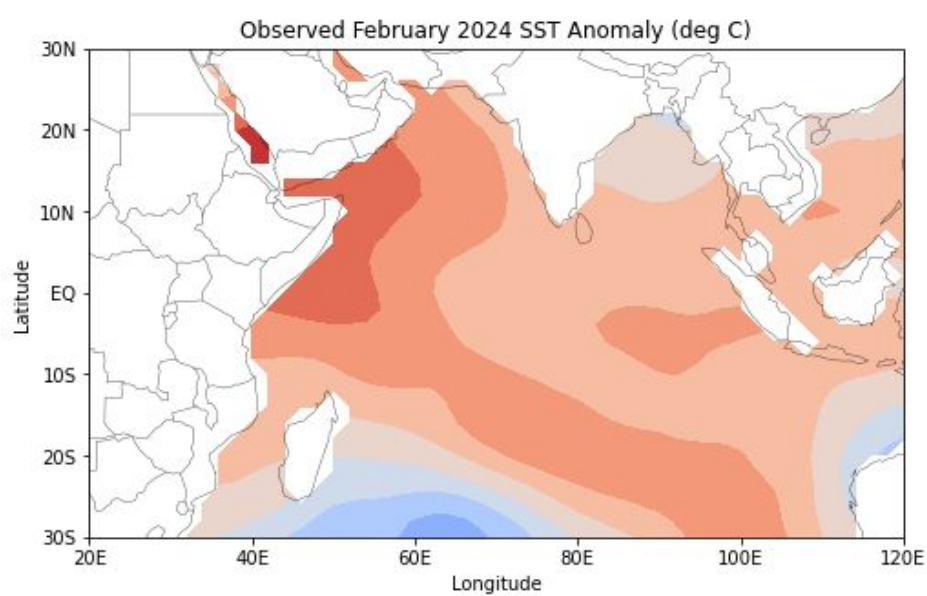 Observed February 2024 SST Anomaly (deg C)
30N
20N
10N
EQ
10S
20S
30S
Latitude
20E 40E 60E 80E 100E 120E
Longitude